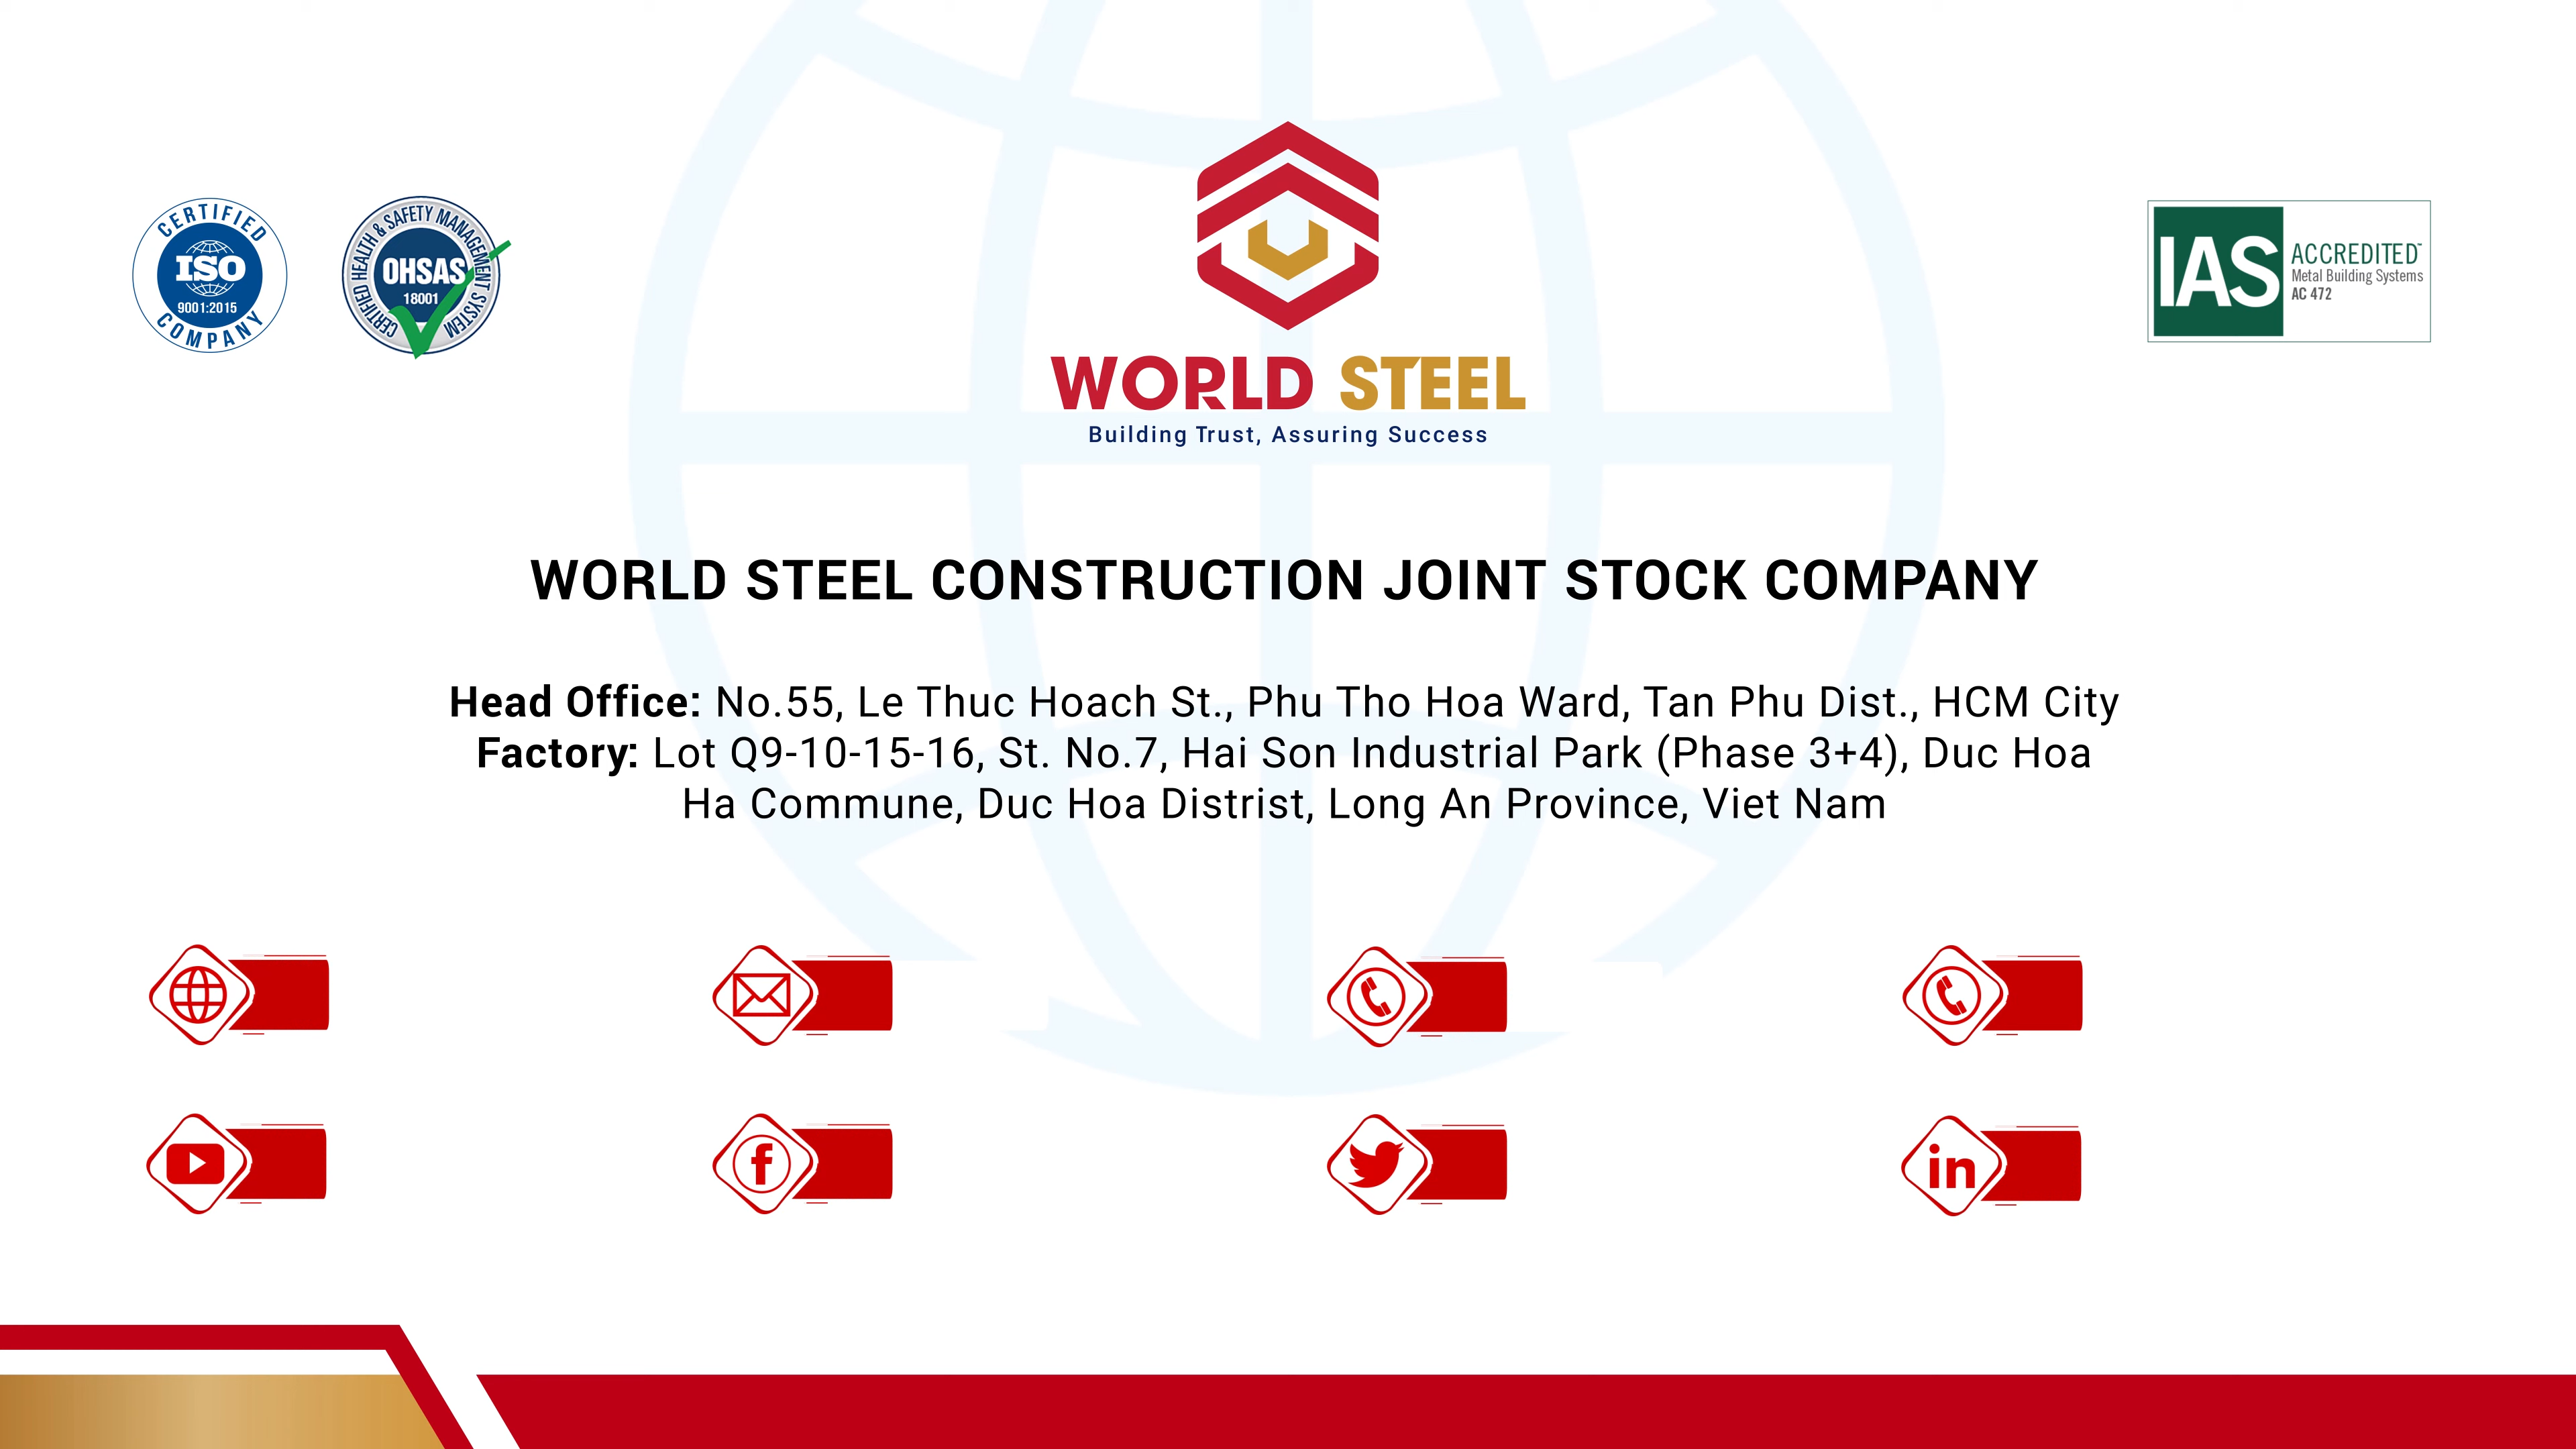 CERTIFIED
ISO
9001:2015
COMPANY
CERTIFIED HEALTH & SAFETY MANAGEMENT SYSTEM
OHSAS
18001
IAS
ACCREDITED™
Metal Building Systems
AC 472
WORLD STEEL
Building Trust, Assuring Success
WORLD STEEL CONSTRUCTION JOINT STOCK COMPANY
Head Office: No.55, Le Thuc Hoach St., Phu Tho Hoa Ward, Tan Phu Dist., HCM City
Factory: Lot Q9-10-15-16, St. No.7, Hai Son Industrial Park (Phase 3+4), Duc Hoa
Ha Commune, Duc Hoa Distrist, Long An Province, Viet Nam
f
in